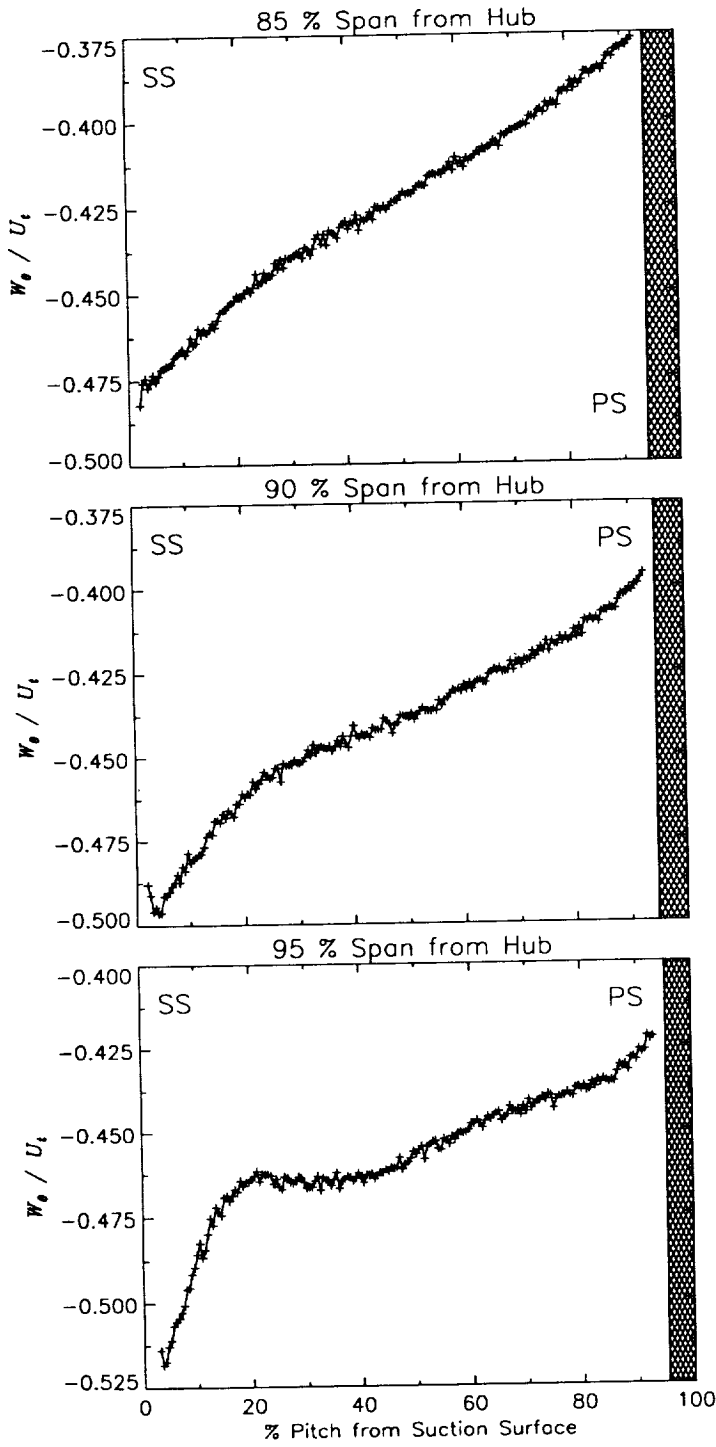 85 % Span from Hub
-0.375
SS
-0.400
-0.425
-0.450
-0.475
-0.500
W_θ / U_t
PS
90 % Span from Hub
-0.375
SS
PS
-0.400
-0.425
-0.450
-0.475
-0.500
W_θ / U_t
95 % Span from Hub
-0.400
SS
PS
-0.425
-0.450
-0.475
-0.500
-0.525
W_θ / U_t
0 20 40 60 80 100
% Pitch from Suction Surface